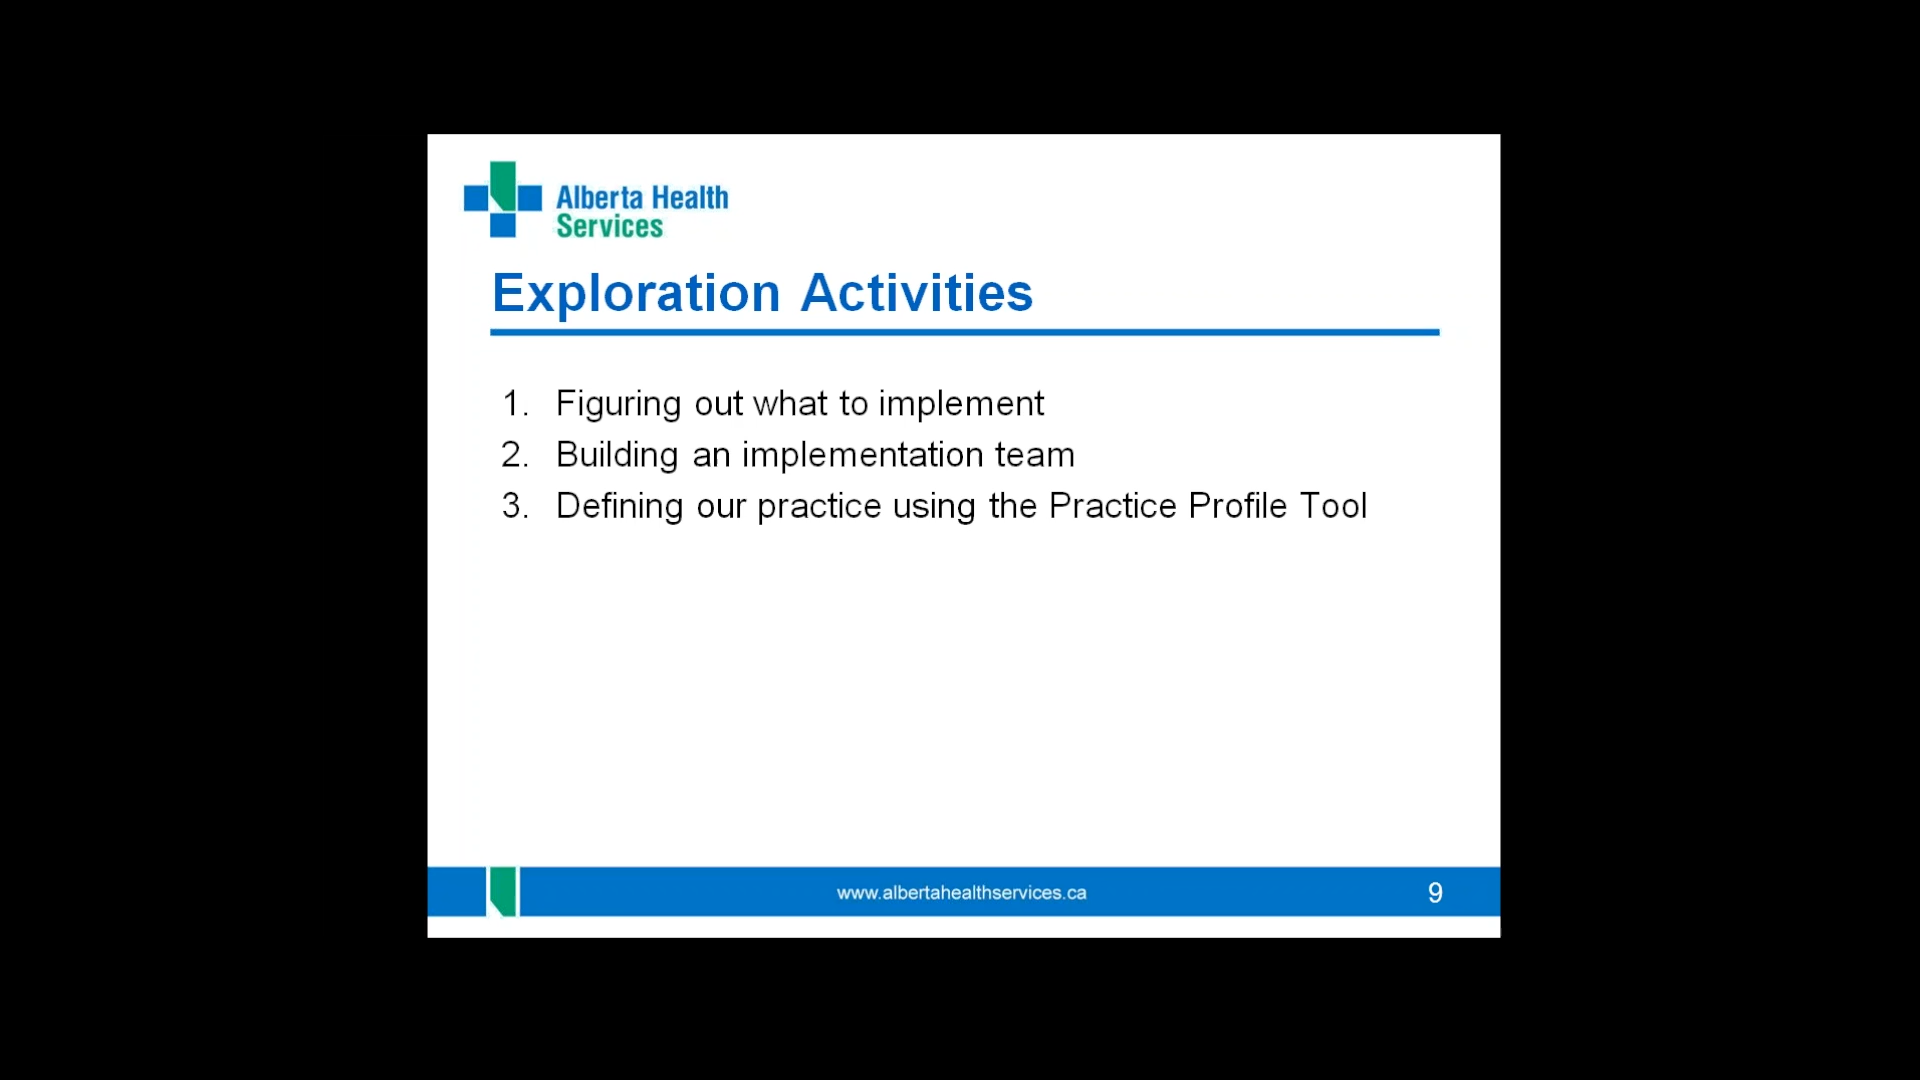 Alberta Health
Services
Exploration Activities
1. Figuring out what to implement
2. Building an implementation team
3. Defining our practice using the Practice Profile Tool
www.albertahealthservices.ca
9